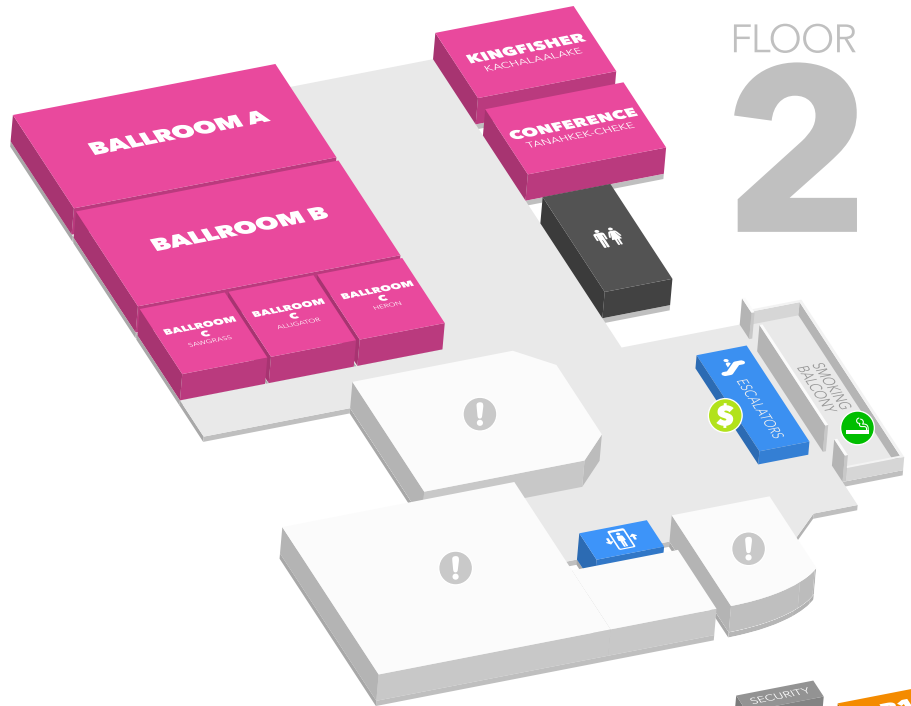 FLOOR
2
KINGFISHER
KACHALAALAKE
CONFERENCE
TANAHKEK-CHEKE
BALLROOM A
BALLROOM B
BALLROOM
C
SAWGRASS
BALLROOM
C
ALLIGATOR
BALLROOM
C
HERON
ESCALATORS
$
SMOKING
BALCONY
!
!
!
SECURITY